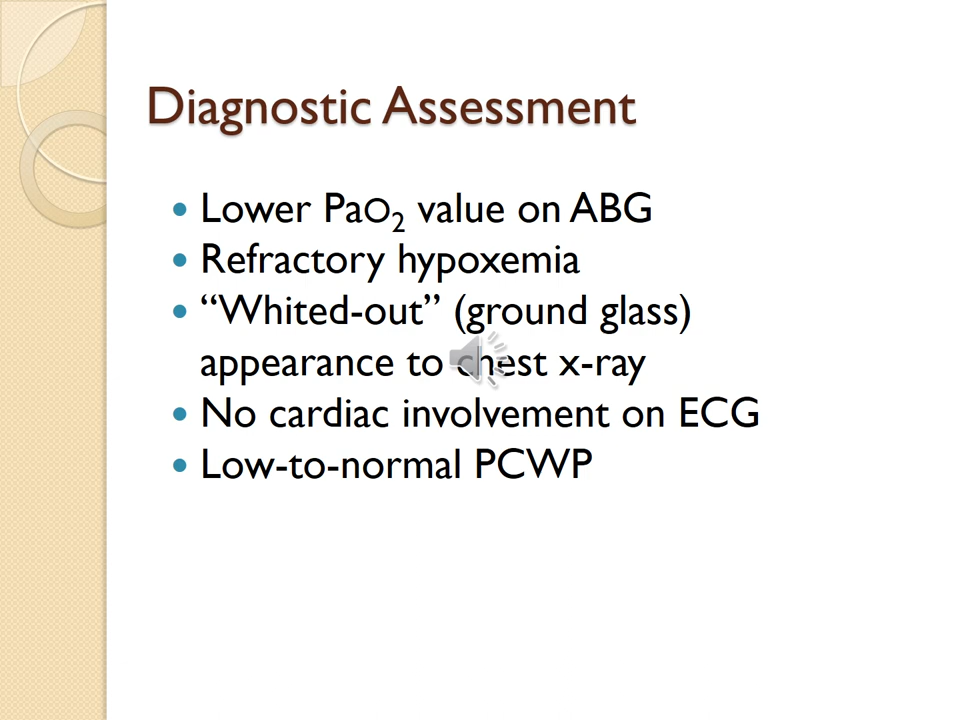 Diagnostic Assessment
• Lower PaO₂ value on ABG
• Refractory hypoxemia
• “Whited-out” (ground glass)
appearance to chest x-ray
• No cardiac involvement on ECG
• Low-to-normal PCWP